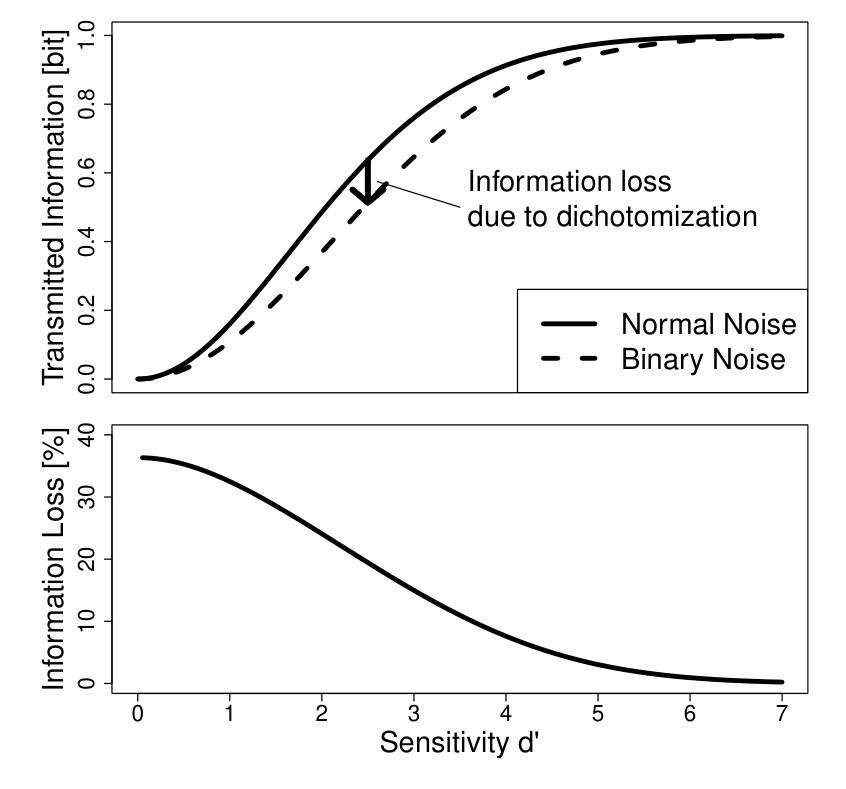 Transmitted Information [bit]
1.0
0.8
0.6
0.4
0.2
0.0
Information loss
due to dichotomization
Normal Noise
Binary Noise
Information Loss [%]
40
30
20
10
0
0 1 2 3 4 5 6 7
Sensitivity d'